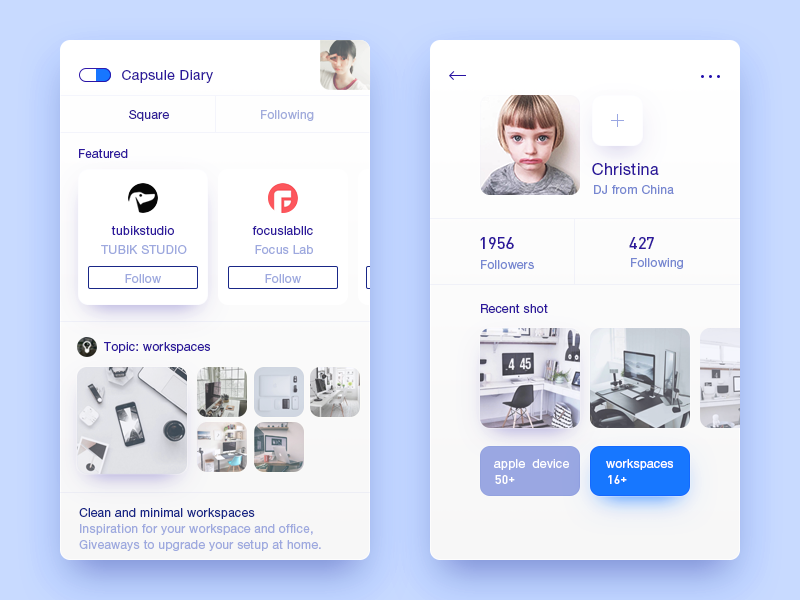 Capsule Diary
Square
Following
Featured
tubikstudio
TUBIK STUDIO
Follow
focuslabllc
Focus Lab
Follow
Topic: workspaces
Clean and minimal workspaces
Inspiration for your workspace and office,
Giveaways to upgrade your setup at home.
Christina
DJ from China
1956
Followers
427
Following
Recent shot
4 45
apple device
50+
workspaces
16+